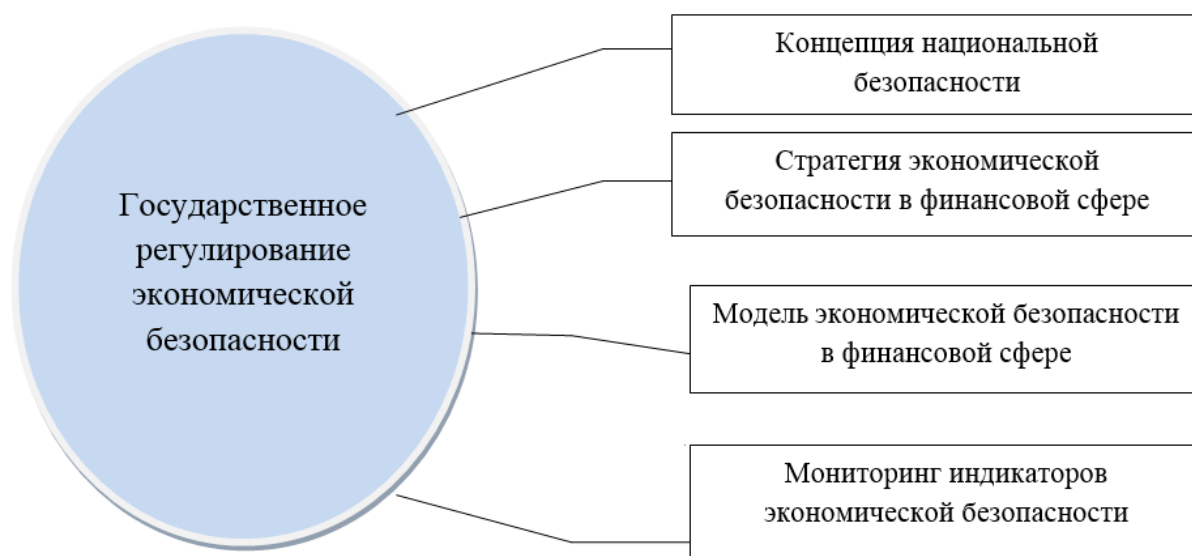 Государственное
регулирование
экономической
безопасности
Концепция национальной
безопасности
Стратегия экономической
безопасности в финансовой сфере
Модель экономической безопасности
в финансовой сфере
Мониторинг индикаторов
экономической безопасности